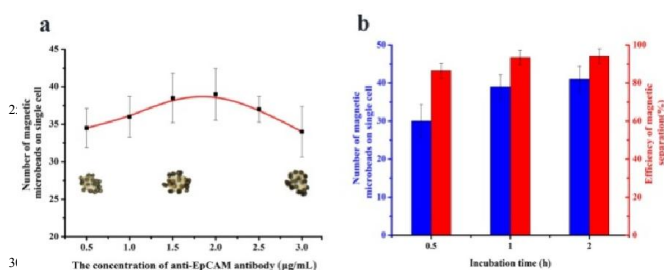 a
Number of magnetic
microbeads on single cell
45
40
35
30
25
20
0.5 1.0 1.5 2.0 2.5 3.0
The concentration of anti-EpCAM antibody (μg/mL)
2
30
b
Number of magnetic
microbeads on single cell
50
40
30
20
10
0
0.5 1 2
Incubation time (h)
100
80
60
40
20
0
Efficiency of magnetic
separation(%